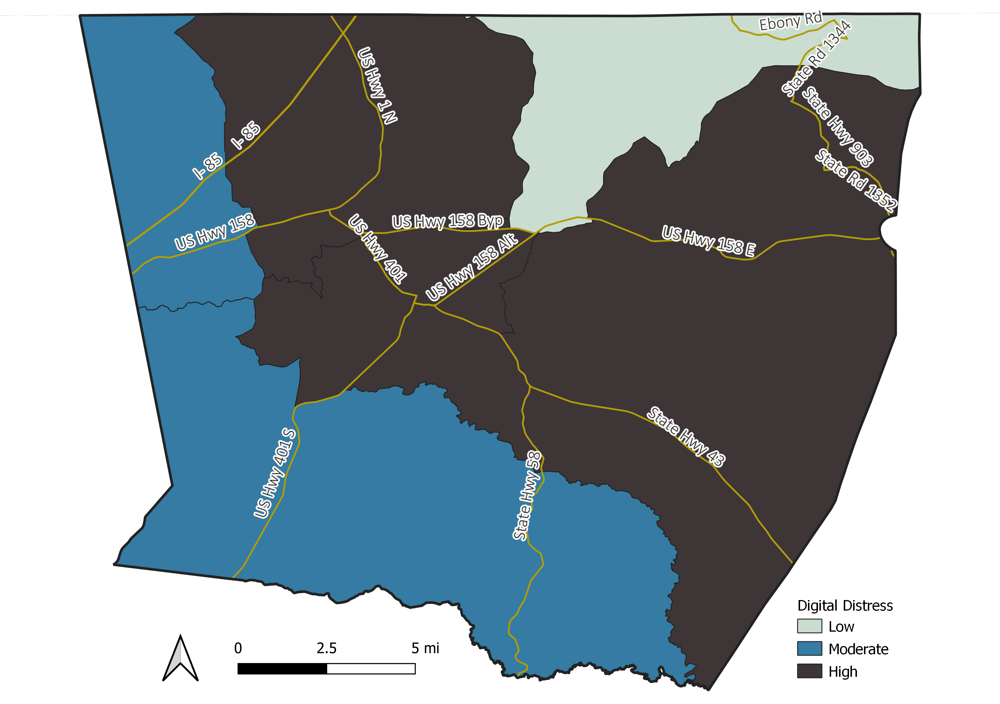 Ebony Rd
State Rd 1344
US Hwy 1 N
State Hwy 903
I- 85
I- 85
State Rd 1352
US Hwy 158
US Hwy 158 Byp
US Hwy 401
US Hwy 158 Alt
US Hwy 158 E
State Hwy 43
US Hwy 401 S
State Hwy 58
Digital Distress
Low
Moderate
High
0 2.5 5 mi